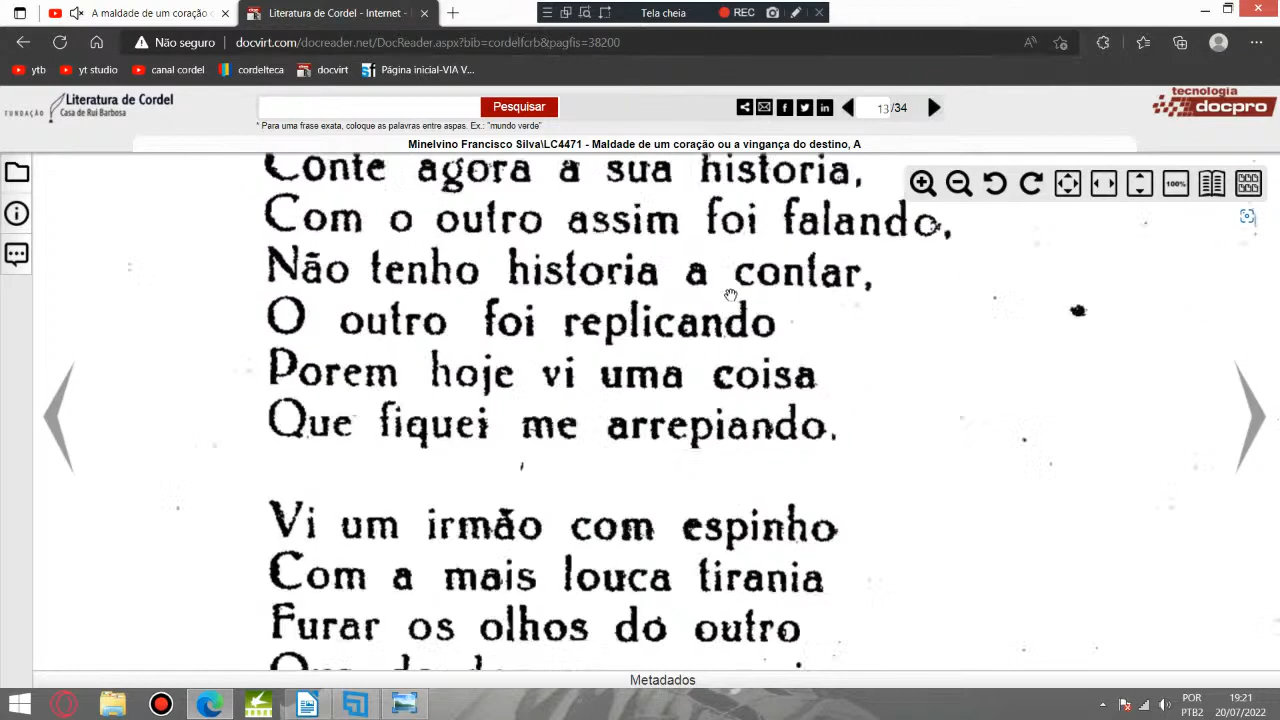 A maldade de um coração o
Literatura de Cordel - Internet -
Tela cheia
REC
Não seguro
docvirt.com/docreader.net/DocReader.aspx?bib=cordelfcrb&pagfis=38200
ytb
yt studio
canal cordel
cordelteca
docvirt
Página inicial-VIA V...
FUNDAÇÃO
Literatura de Cordel
Casa de Rui Barbosa
Pesquisar
* Para uma frase exata, coloque as palavras entre aspas. Ex.: "mundo verde"
13/34
tecnologia
docpro
Minelvino Francisco Silva\LC4471 - Maldade de um coração ou a vingança do destino, A
100%
Conte agora a sua historia,
Com o outro assim foi falando,
Não tenho historia a contar,
O outro foi replicando
Porem hoje vi uma coisa
Que fiquei me arrepiando.
Vi um irmão com espinho
Com a mais louca tirania
Furar os olhos do outro
Metadados
POR
PTB2
19:21
20/07/2022